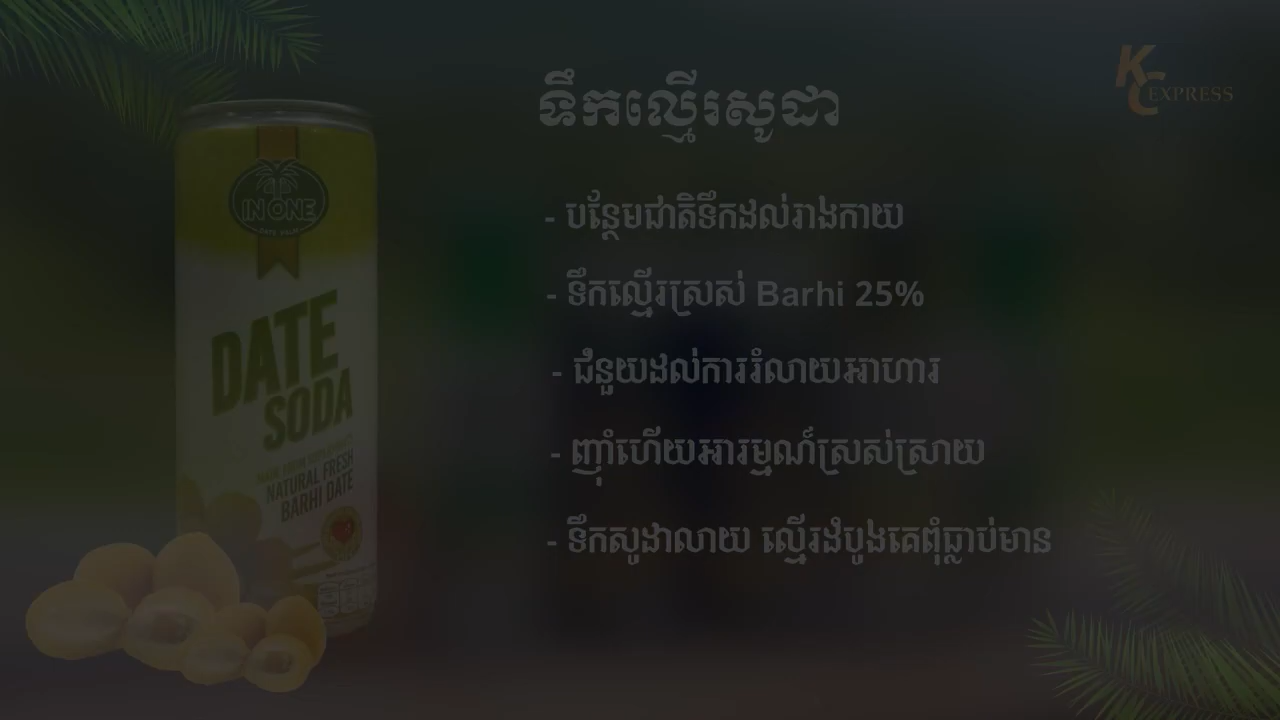 KC
EXPRESS
ទឹកល្មើរសូដា
IN ONE
- បន្ថែមជាតិទឹកដល់រាងកាយ
- ទឹកល្មើរស្រស់ Barhi 25%
DATE
SODA
- ជំនួយដល់ការរំលាយអាហារ
- ញ៉ាំហើយអារម្មណ៍ស្រស់ស្រាយ
NATURAL FRESH
BARHI DATE
- ទឹកសូដាលាយ ល្មើរដំបូងគេពុំធ្លាប់មាន